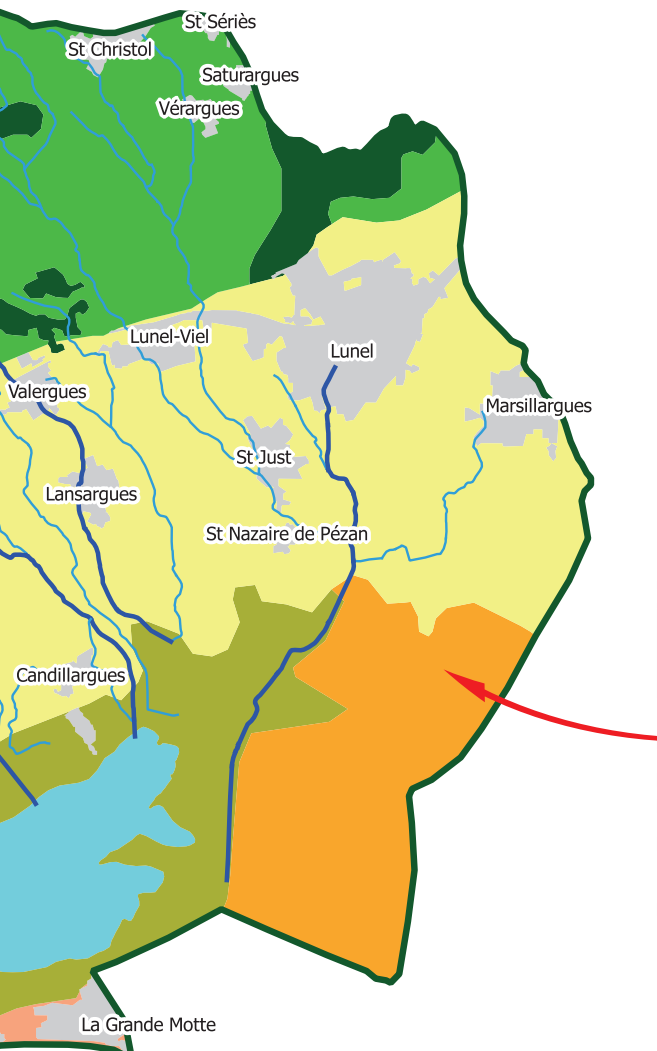 St Sériès
St Christol
Saturargues
Vérargues
Lunel-Viel
Lunel
Valergues
Marsillargues
St Just
Lansargues
St Nazaire de Pézan
Candillargues
La Grande Motte